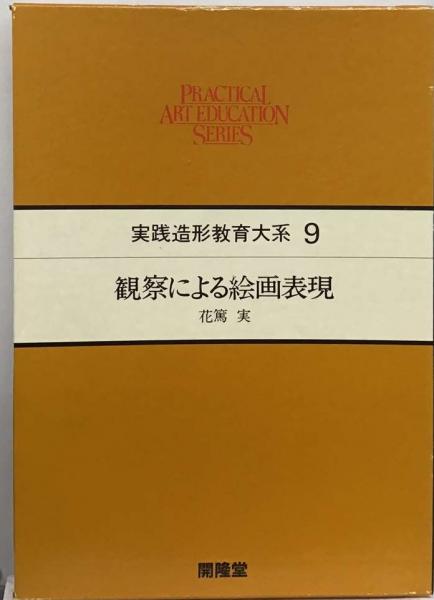 PRACTICAL
ART EDUCATION
SERIES
実践造形教育大系 9
観察による絵画表現
花篤 実
開隆堂